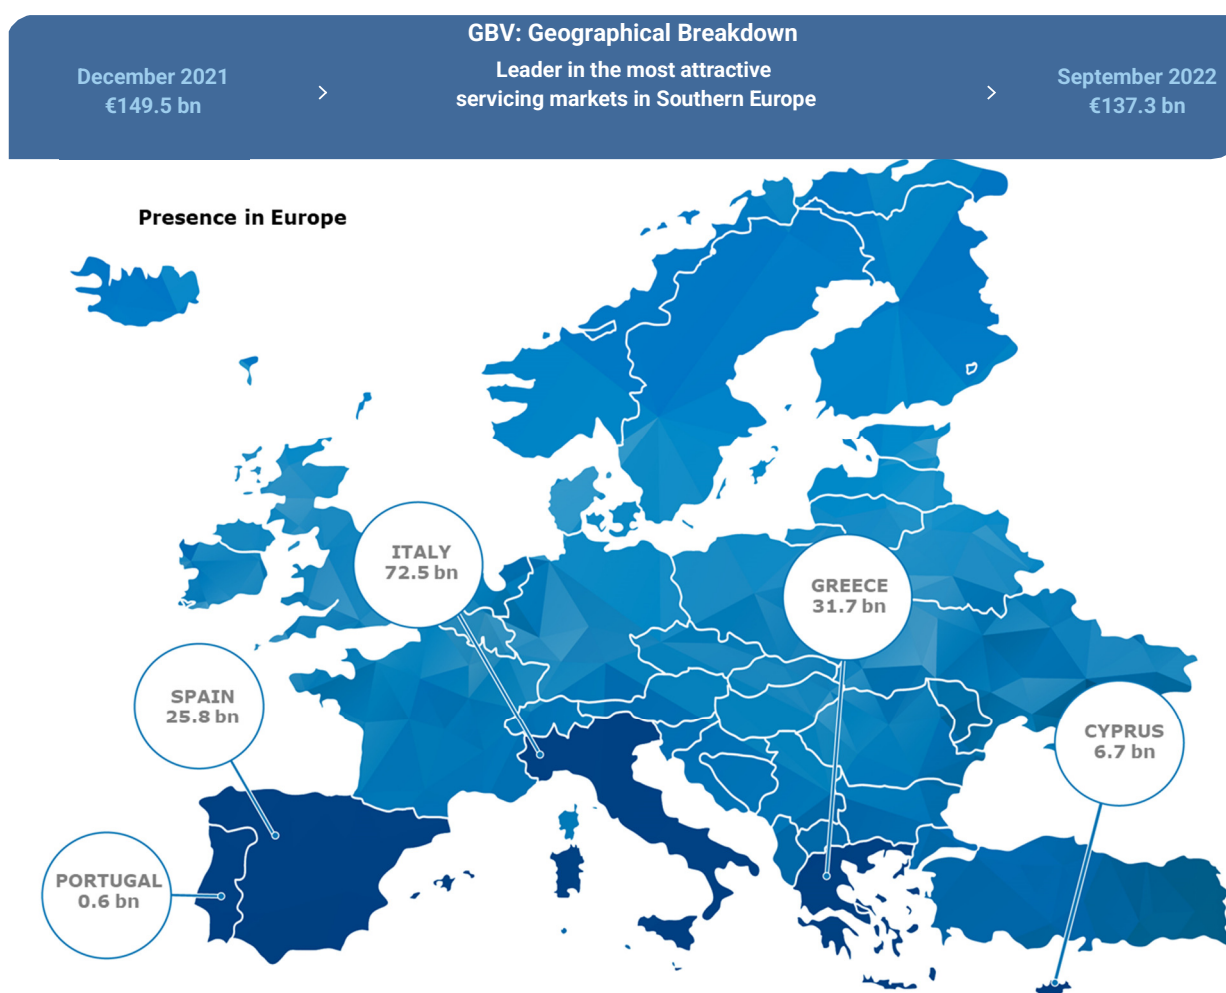 GBV: Geographical Breakdown
December 2021
€149.5 bn
Leader in the most attractive
servicing markets in Southern Europe
September 2022
€137.3 bn
Presence in Europe
ITALY
72.5 bn
GREECE
31.7 bn
SPAIN
25.8 bn
CYPRUS
6.7 bn
PORTUGAL
0.6 bn